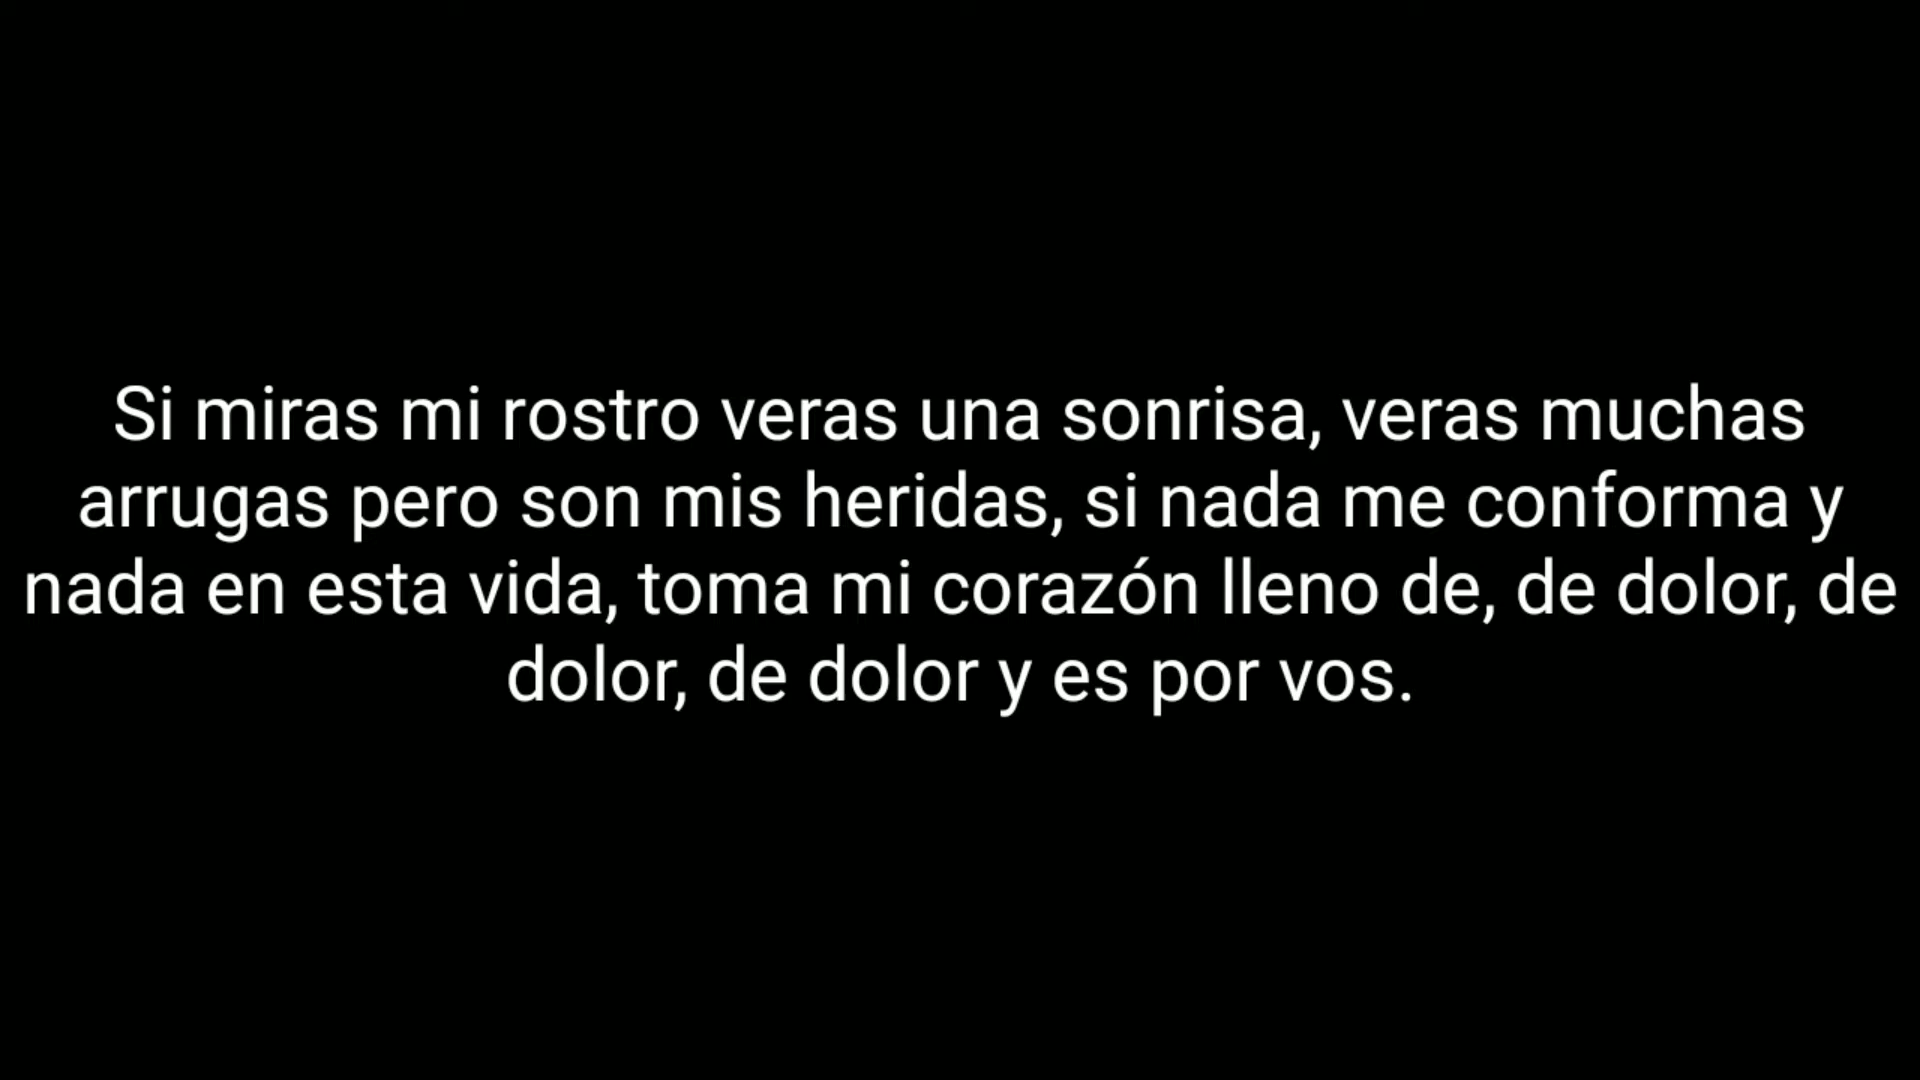 Si miras mi rostro veras una sonrisa, veras muchas
arrugas pero son mis heridas, si nada me conforma y
nada en esta vida, toma mi corazón lleno de, de dolor, de
dolor, de dolor y es por vos.